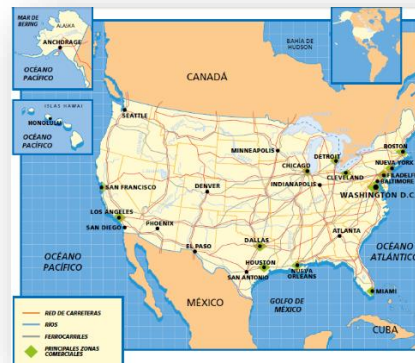 MAR DE
BERING
ALASKA
ANCHORAGE
OCÉANO
PACÍFICO
ISLAS HAWAI
HONOLULU
OCÉANO
PACÍFICO
BAHÍA DE
HUDSON
CANADÁ
SEATTLE
MINNEAPOLIS
DETROIT
BOSTON
CHICAGO
NUEVA YORK
CLEVELAND
FILADELFI
BALTIMORE
SAN FRANCISCO
DENVER
INDIANÁPOLIS
WASHINGTON D.C.
LOS ÁNGELES
PHOENIX
SAN DIEGO
ATLANTA
DALLAS
EL PASO
OCÉANO
ATLÁNTICO
OCÉANO
PACÍFICO
HOUSTON
SAN ANTONIO
NUEVA
ORLEANS
MIAMI
MÉXICO
GOLFO DE
MÉXICO
CUBA
RED DE CARRETERAS
RÍOS
FERROCARRILES
PRINCIPALES ZONAS
COMERCIALES